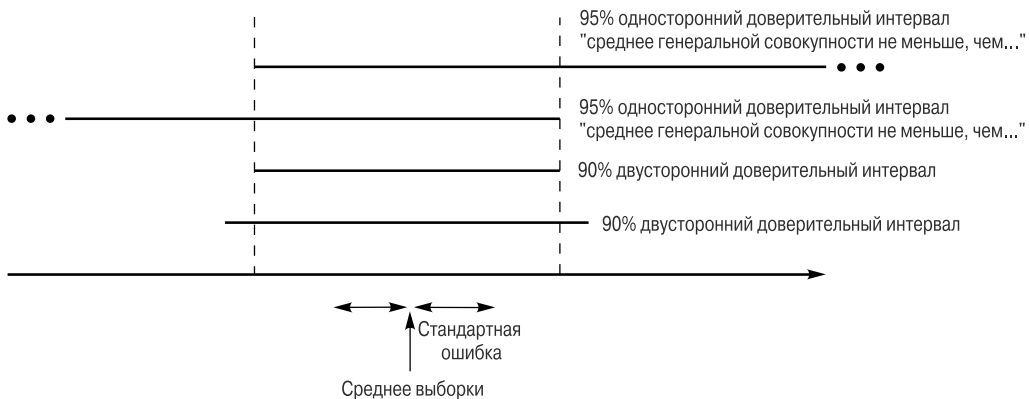 95% односторонний доверительный интервал
"среднее генеральной совокупности не меньше, чем..."
95% односторонний доверительный интервал
"среднее генеральной совокупности не меньше, чем..."
90% двусторонний доверительный интервал
90% двусторонний доверительный интервал
Стандартная
ошибка
Среднее выборки